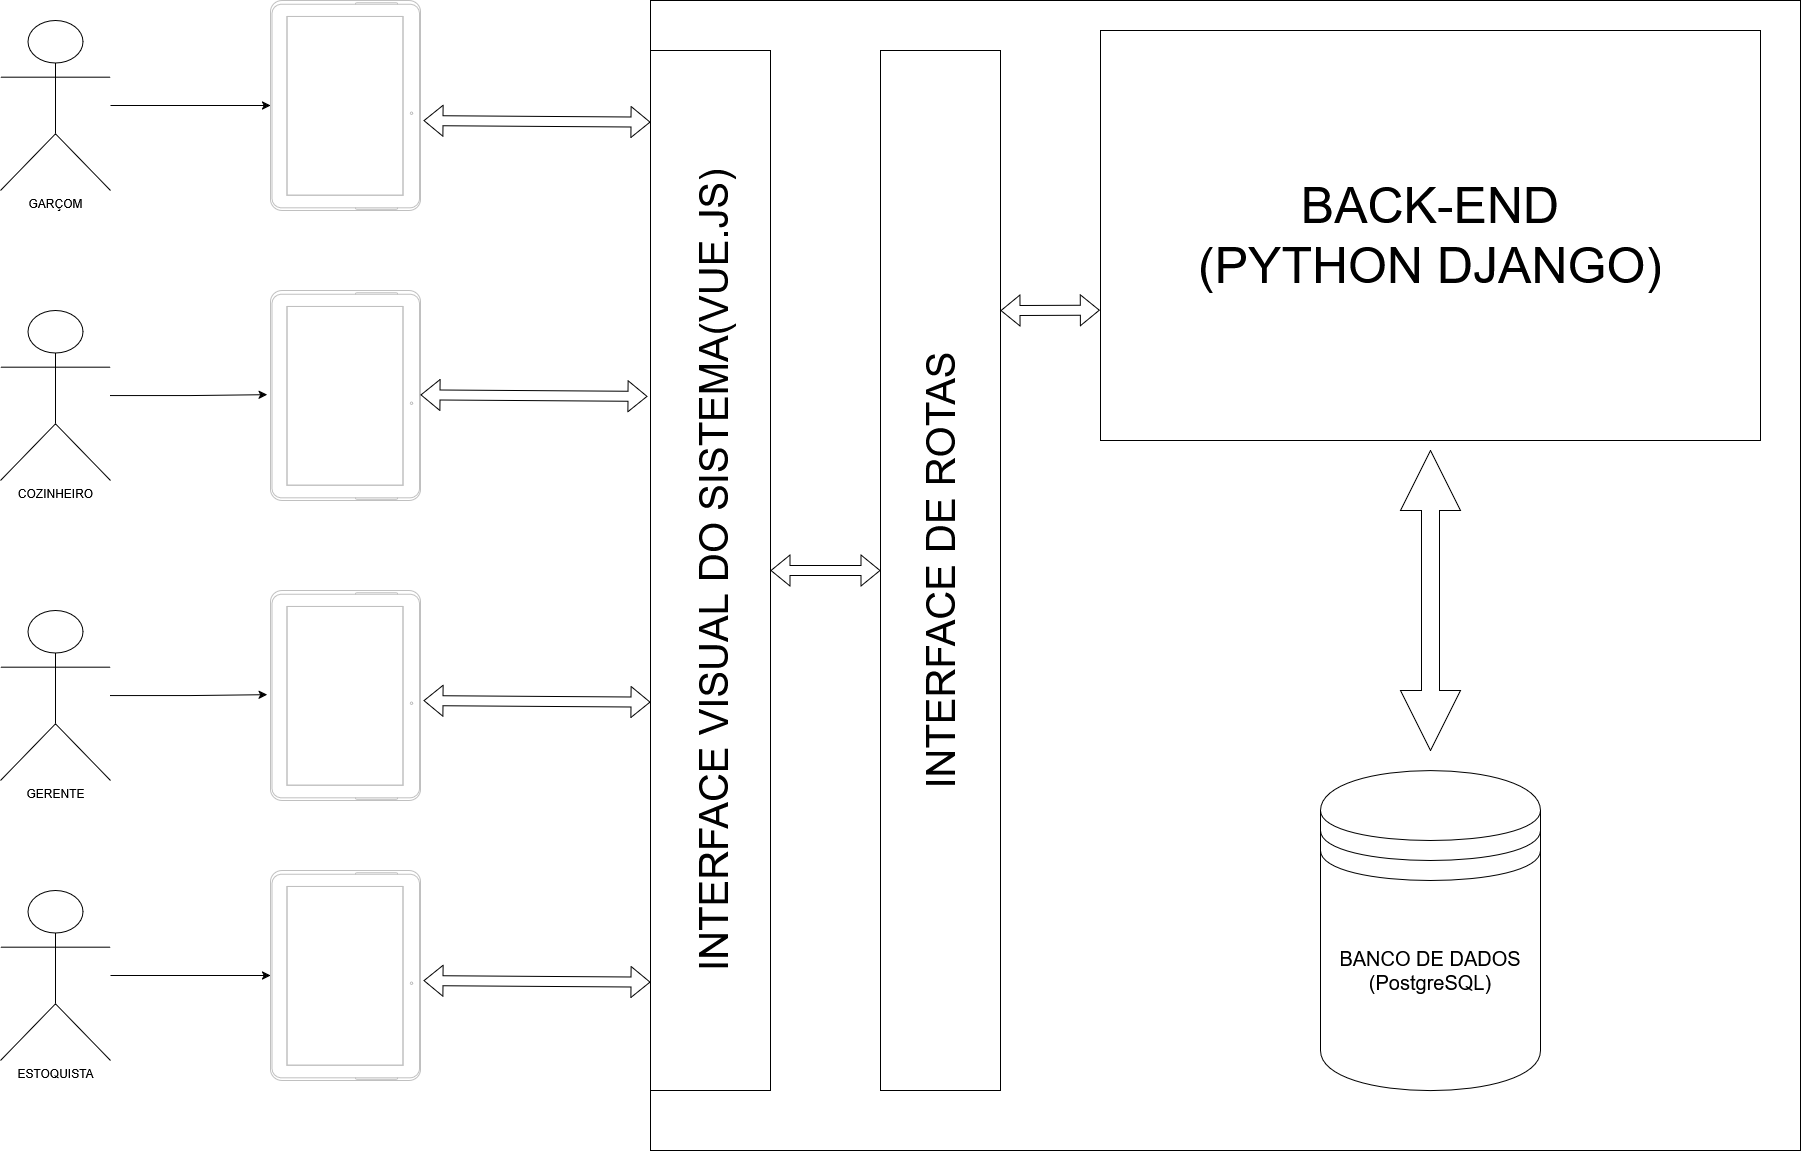 GARÇOM
COZINHEIRO
GERENTE
ESTOQUISTA
INTERFACE VISUAL DO SISTEMA(VUE.JS)
INTERFACE DE ROTAS
BACK-END
(PYTHON DJANGO)
BANCO DE DADOS
(PostgreSQL)